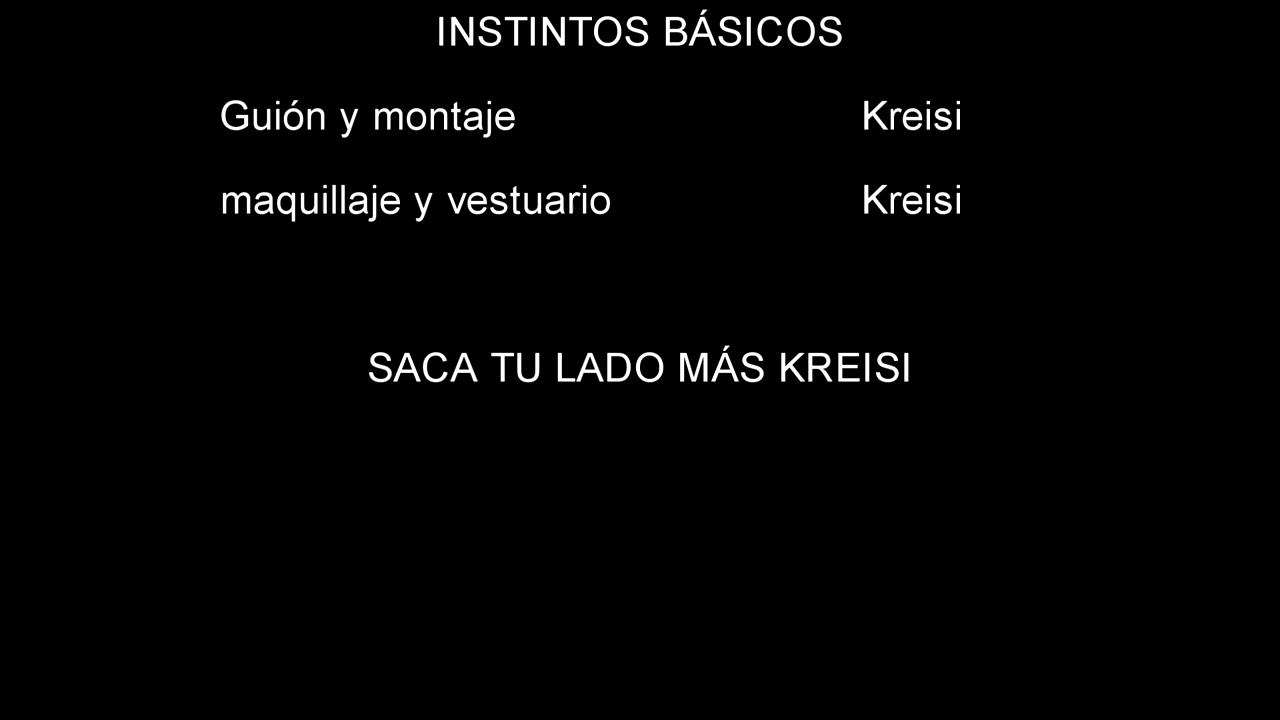 INSTINTOS BÁSICOS
Guión y montaje Kreisi
maquillaje y vestuario Kreisi
SACA TU LADO MÁS KREISI